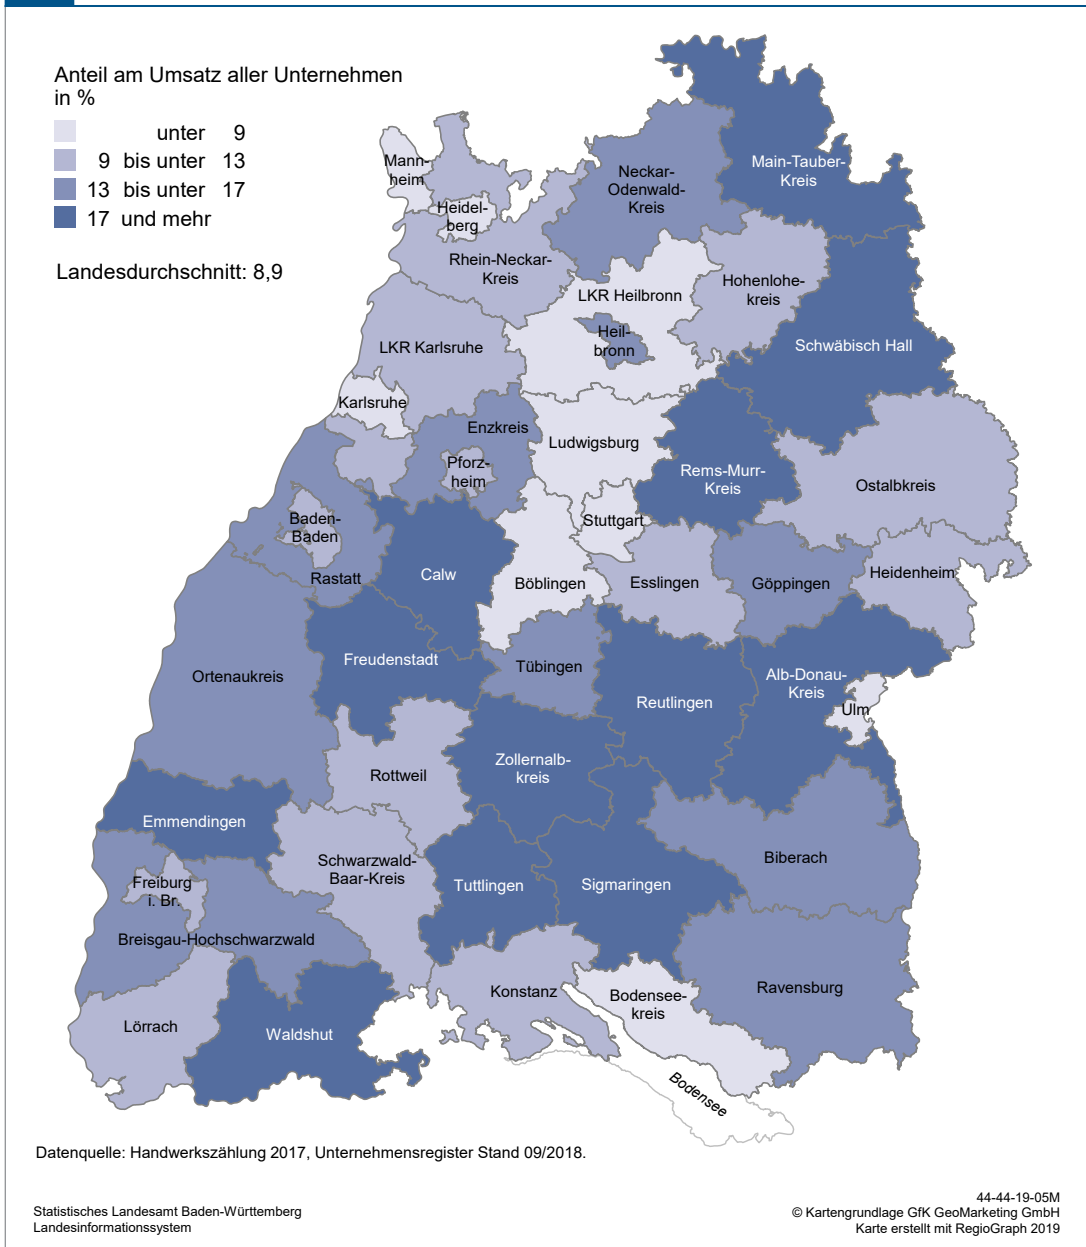 Anteil am Umsatz aller Unternehmen
in %
unter 9
9 bis unter 13
13 bis unter 17
17 und mehr
Landesdurchschnitt: 8,9
Mann-
heim
Heidel-
berg
Rhein-Neckar-
Kreis
Neckar-
Odenwald-
Kreis
Main-Tauber-
Kreis
LKR Heilbronn
Heil-
bronn
Hohenlohe-
kreis
Schwäbisch Hall
LKR Karlsruhe
Karlsruhe
Enzkreis
Pforz-
heim
Ludwigsburg
Rems-Murr-
Kreis
Ostalbkreis
Baden-
Baden
Rastatt
Calw
Böblingen
Stuttgart
Esslingen
Göppingen
Heidenheim
Ortenaukreis
Freudenstadt
Tübingen
Reutlingen
Alb-Donau-
Kreis
Ulm
Rottweil
Zollernalb-
kreis
Emmendingen
Schwarzwald-
Baar-Kreis
Tuttlingen
Sigmaringen
Biberach
Freiburg
i. Br.
Breisgau-Hochschwarzwald
Lörrach
Waldshut
Konstanz
Bodensee-
kreis
Ravensburg
Bodensee
Datenquelle: Handwerkszählung 2017, Unternehmensregister Stand 09/2018.
Statistisches Landesamt Baden-Württemberg
Landesinformationssystem
44-44-19-05M
© Kartengrundlage GfK GeoMarketing GmbH
Karte erstellt mit RegioGraph 2019